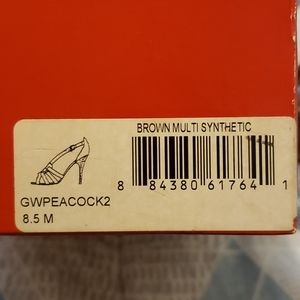 BROWN MULTI SYNTHETIC
8 84380 61764 1
GWPEACOCK2
8.5 M